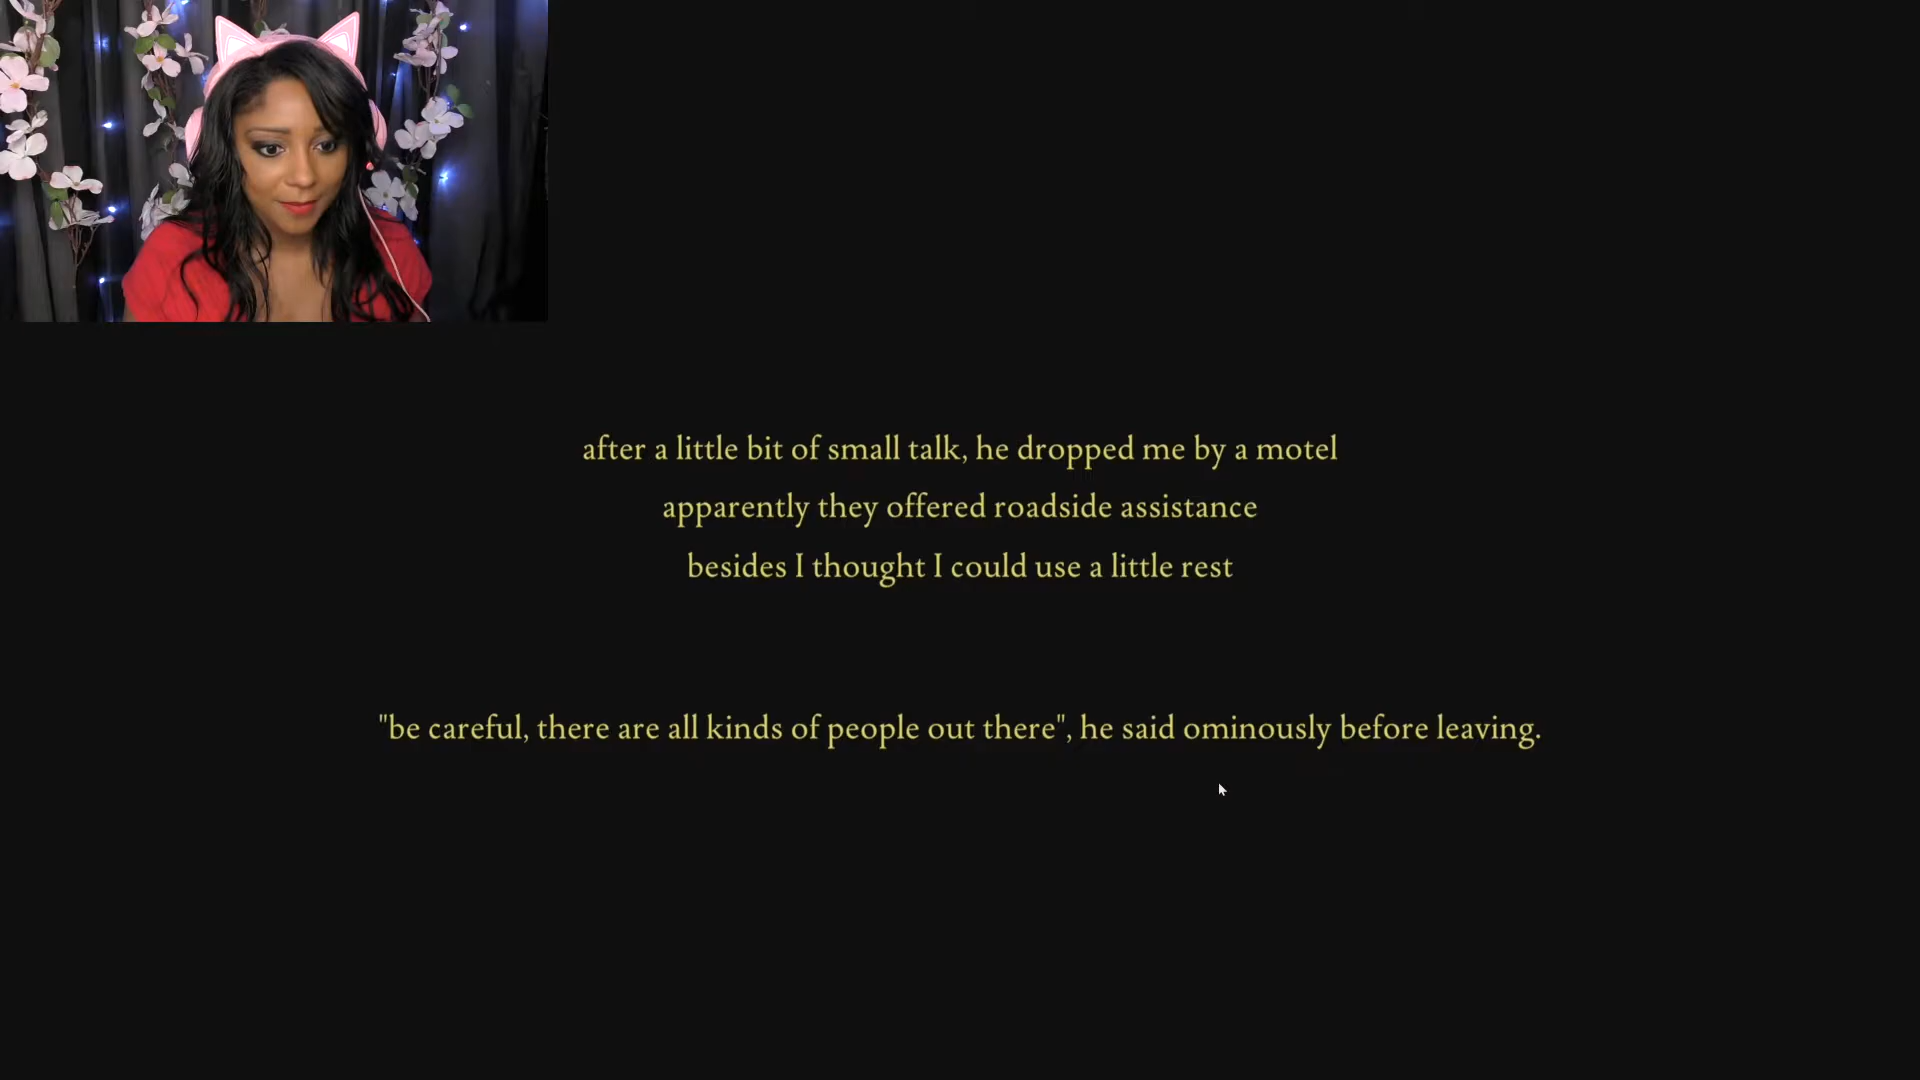 after a little bit of small talk, he dropped me by a motel
apparently they offered roadside assistance
besides I thought I could use a little rest
"be careful, there are all kinds of people out there", he said ominously before leaving.